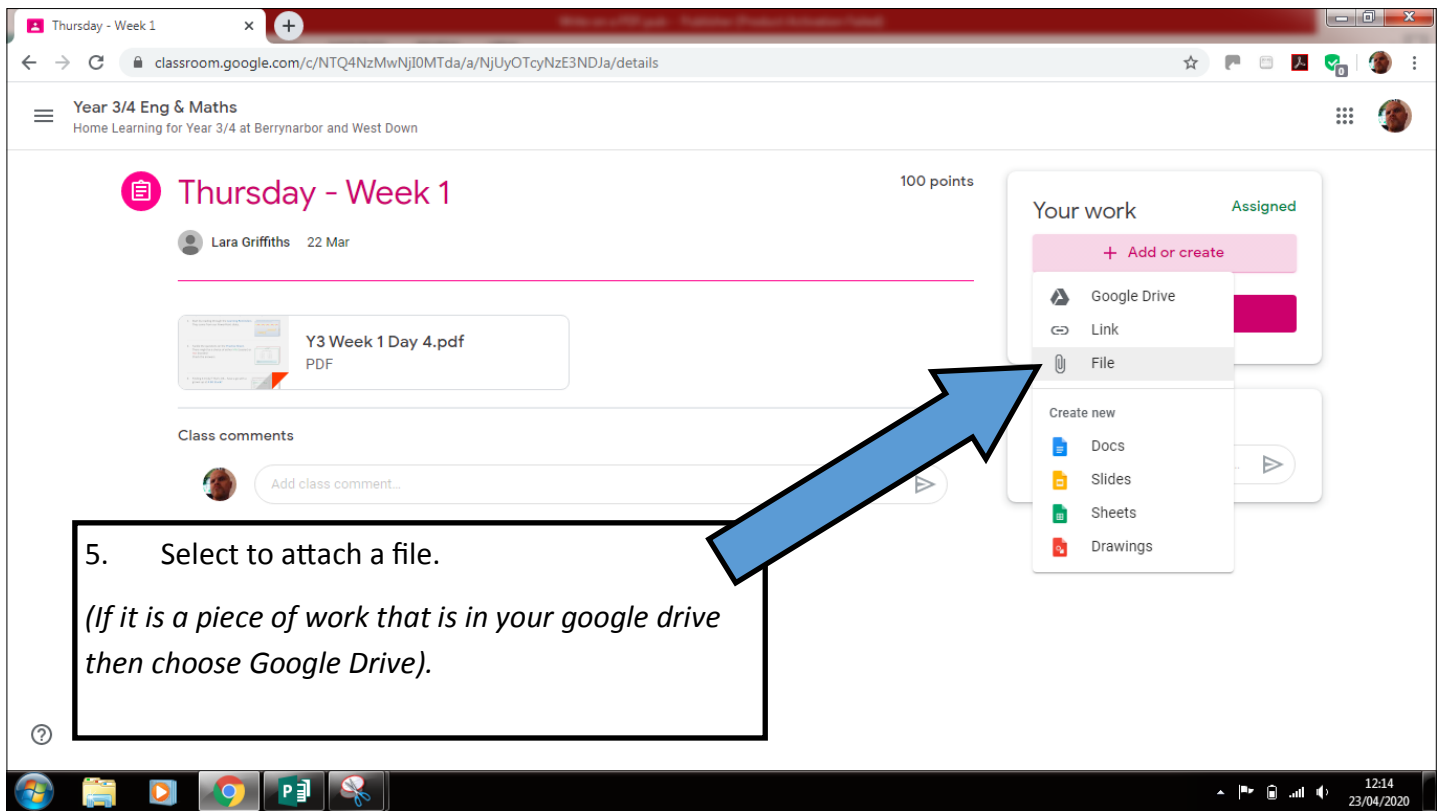 Thursday - Week 1
classroom.google.com/c/NTQ4NzMwNjI0MTda/a/NjUyOTcyNzE3NDJa/details
0
Year 3/4 Eng & Maths
Home Learning for Year 3/4 at Berrynarbor and West Down
Thursday - Week 1
100 points
Lara Griffiths 22 Mar
Y3 Week 1 Day 4.pdf
PDF
Class comments
Add class comment...
Your work
Assigned
+ Add or create
Google Drive
Link
File
Create new
Docs
Slides
Sheets
Drawings
5. Select to attach a file.
(If it is a piece of work that is in your google drive
then choose Google Drive).
12:14
23/04/2020